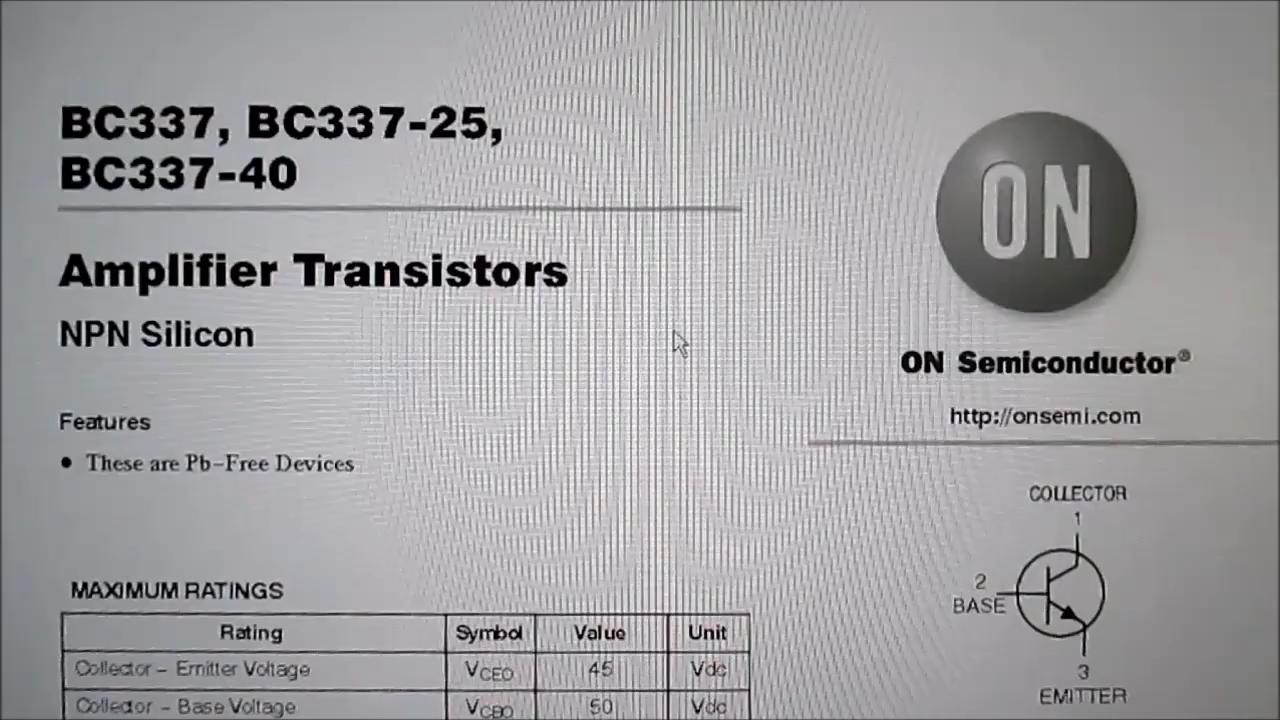 BC337, BC337-25,
BC337-40
Amplifier Transistors
NPN Silicon
Features
• These are Pb-Free Devices
MAXIMUM RATINGS
Rating Symbol Value Unit
Collector - Emitter Voltage VCEO 45 Vdc
Collector - Base Voltage VCBO 50 Vdc
ON
ON Semiconductor®
http://onsemi.com
COLLECTOR
1
2
BASE
3
EMITTER